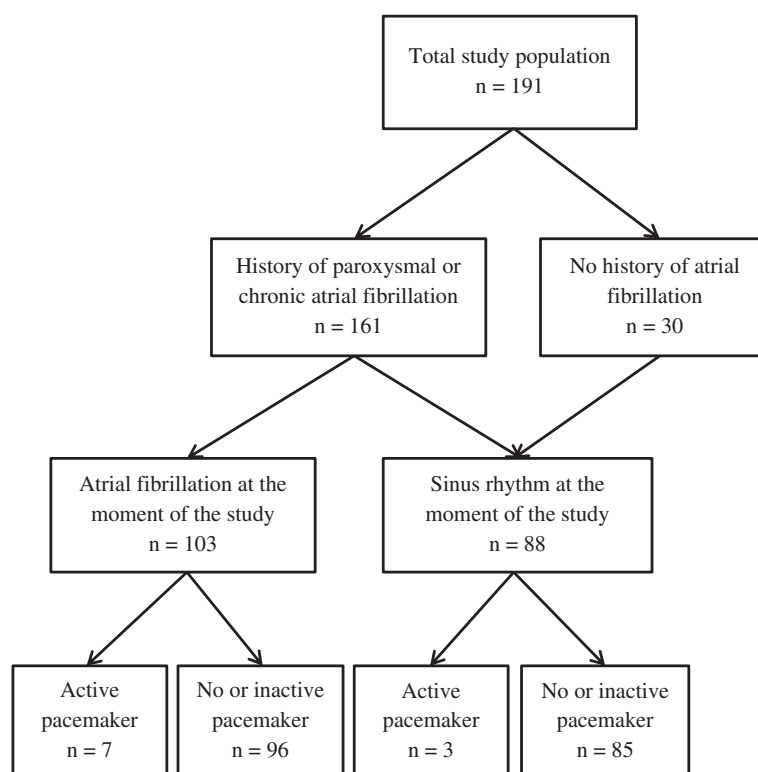 Total study population
n = 191
History of paroxysmal or
chronic atrial fibrillation
n = 161
No history of atrial
fibrillation
n = 30
Atrial fibrillation at the
moment of the study
n = 103
Sinus rhythm at the
moment of the study
n = 88
Active
pacemaker
n = 7
No or inactive
pacemaker
n = 96
Active
pacemaker
n = 3
No or inactive
pacemaker
n = 85